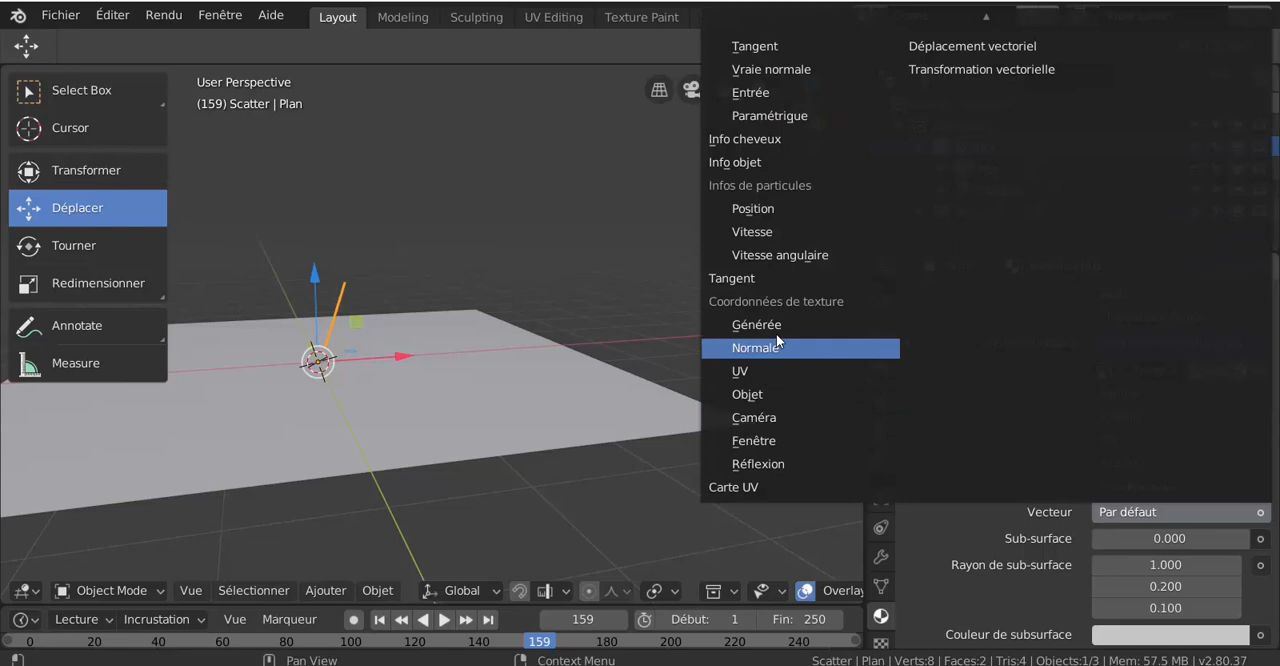 Fichier Éditer Rendu Fenêtre Aide Layout Modeling Sculpting UV Editing Texture Paint
Select Box
Cursor
Transformer
Déplacer
Tourner
Redimensionner
Annotate
Measure
User Perspective
(159) Scatter | Plan
Tangent
Vraie normale
Entrée
Paramétrique
Info cheveux
Info objet
Infos de particules
Position
Vitesse
Vitesse angulaire
Tangent
Coordonnées de texture
Générée
Normale
UV
Objet
Caméra
Fenêtre
Réflexion
Carte UV
Déplacement vectoriel
Transformation vectorielle
Vecteur Par défaut
Sub-surface 0.000
Rayon de sub-surface 1.000
0.200
0.100
Couleur de subsurface
Object Mode Vue Sélectionner Ajouter Objet Global Overlay
Lecture Incrustation Vue Marqueur 159 Début: 1 Fin: 250
0 20 40 60 80 100 120 140 159 180 200 220 240
Pan View Context Menu Scatter | Plan | Verts:8 | Faces:2 | Tris:4 | Objects:1/3 | Mem: 57.5 MB | v2.80.37